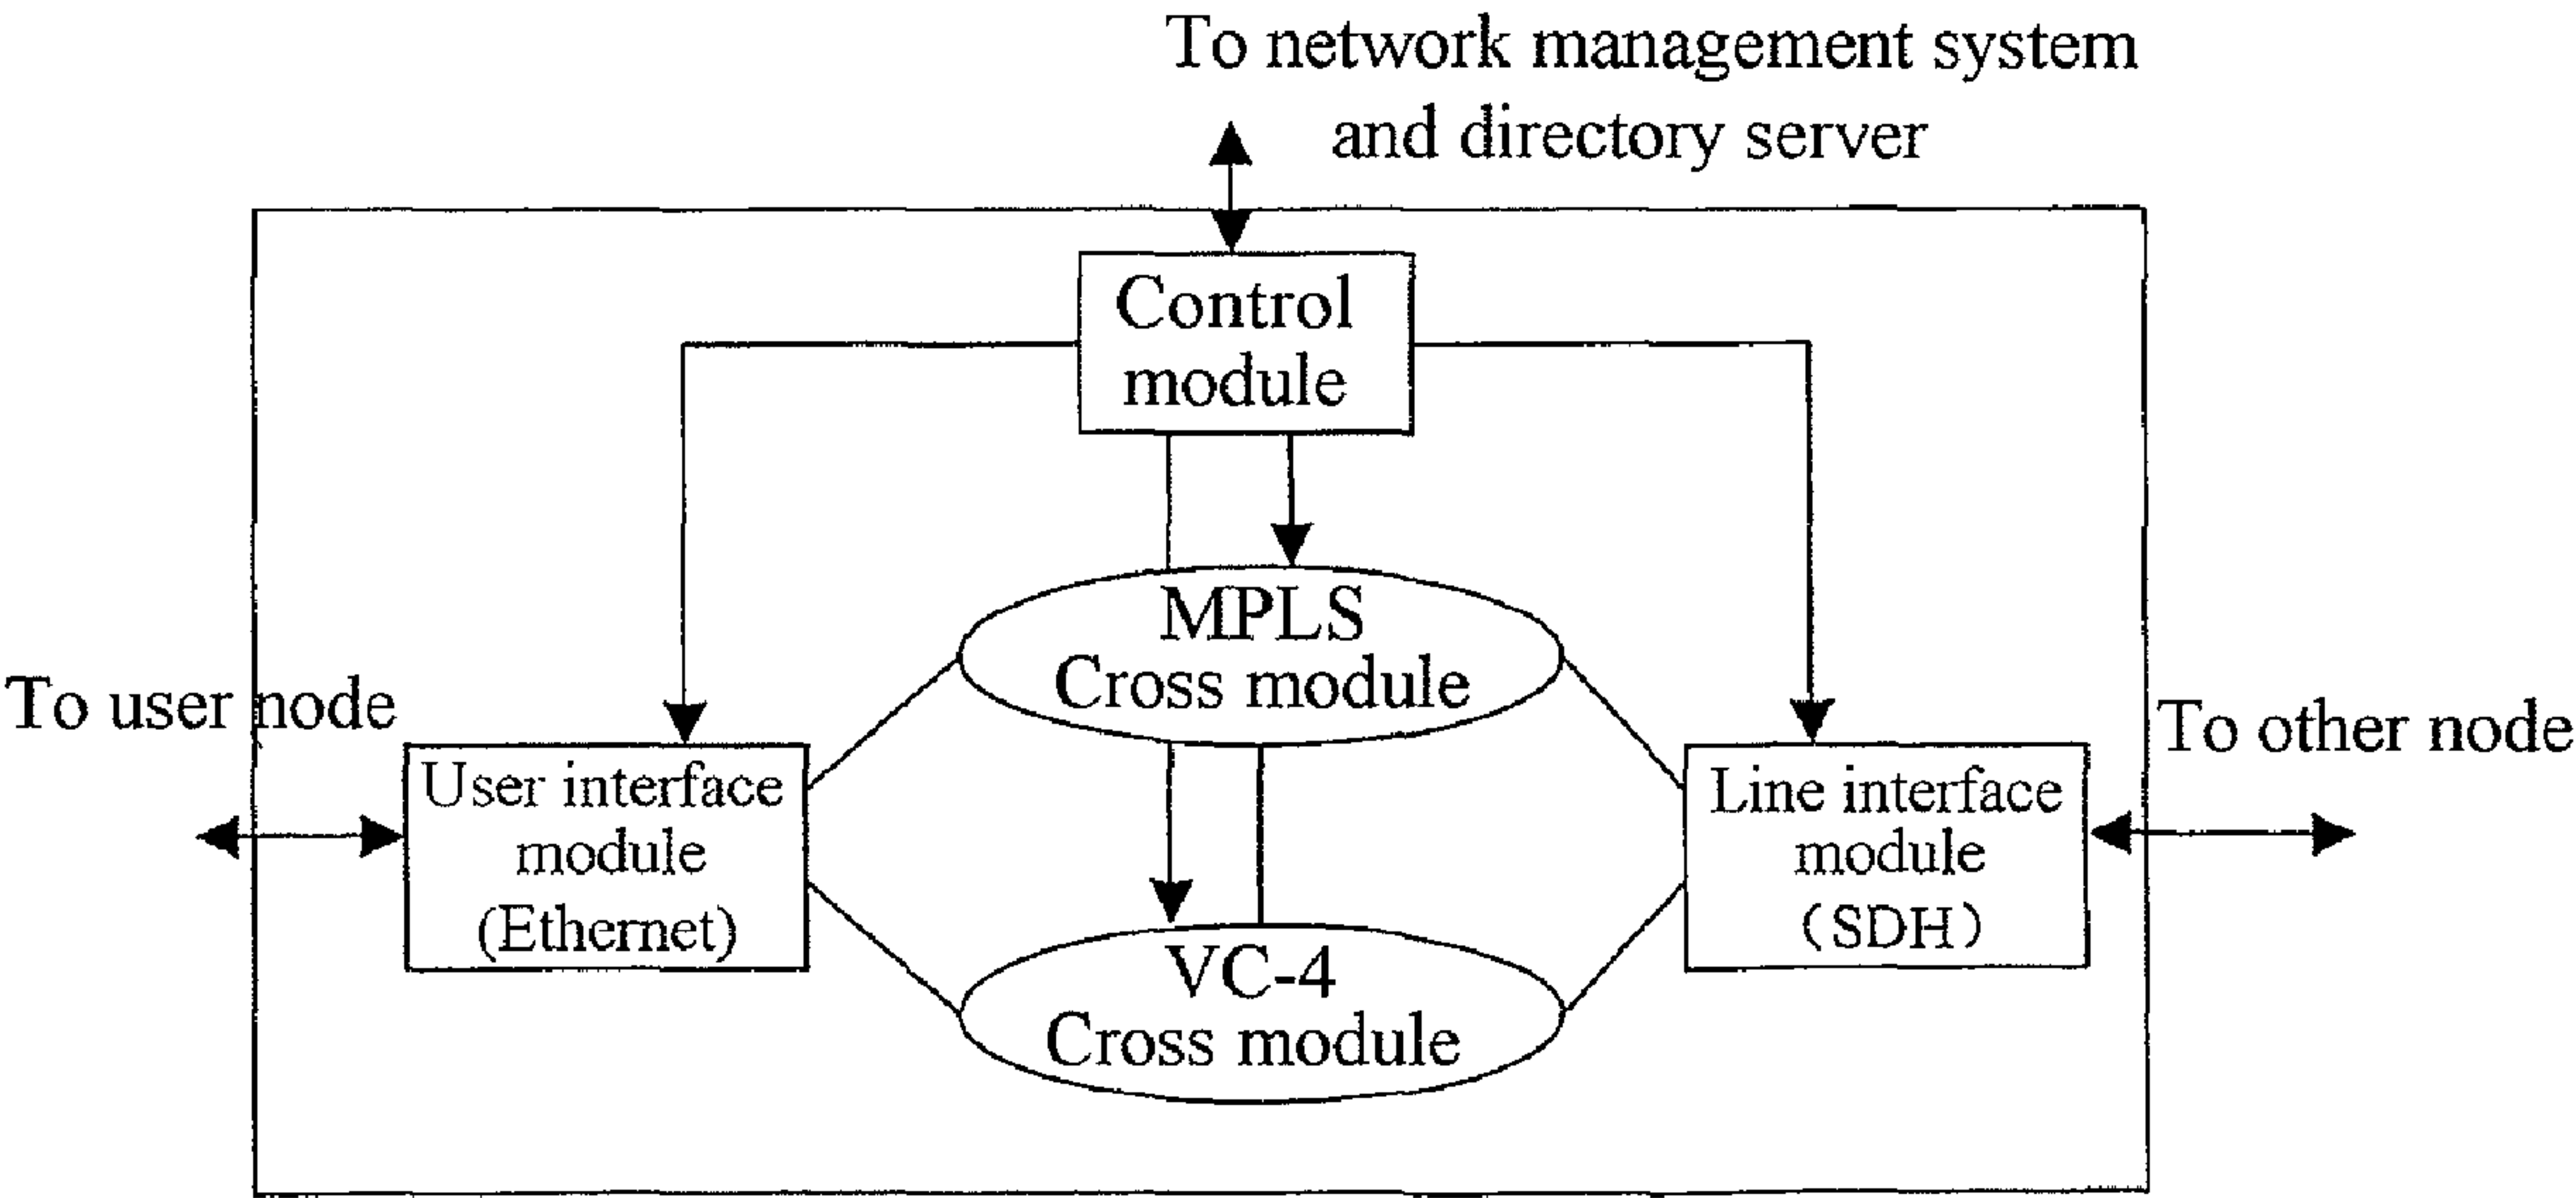 To network management system
and directory server
Control
module
MPLS
Cross module
To user node
To other node
User interface
module
(Ethernet)
Line interface
module
(SDH)
VC-4
Cross module